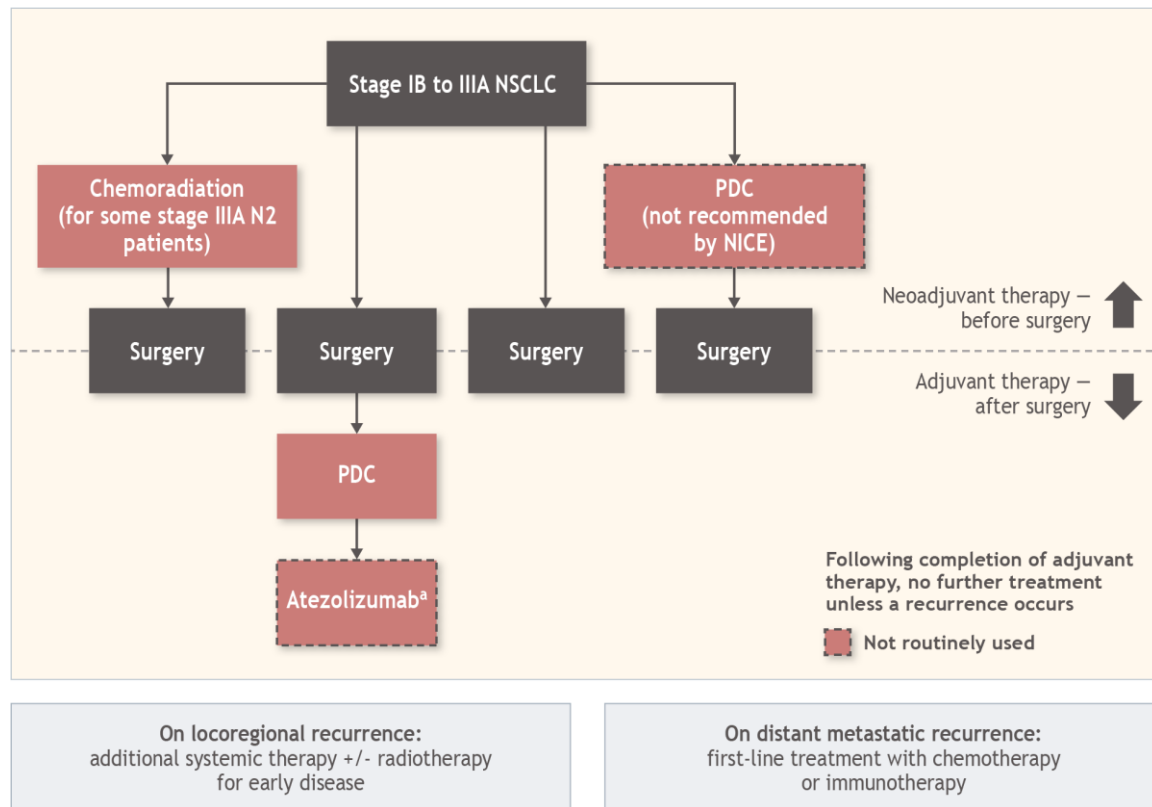 Stage IB to IIIA NSCLC
Chemoradiation
(for some stage IIIA N2
patients)
PDC
(not recommended
by NICE)
Neoadjuvant therapy —
before surgery
Surgery
Surgery
Surgery
Surgery
Adjuvant therapy —
after surgery
PDC
Atezolizumabᵃ
Following completion of adjuvant
therapy, no further treatment
unless a recurrence occurs
Not routinely used
On locoregional recurrence:
additional systemic therapy +/- radiotherapy
for early disease
On distant metastatic recurrence:
first-line treatment with chemotherapy
or immunotherapy